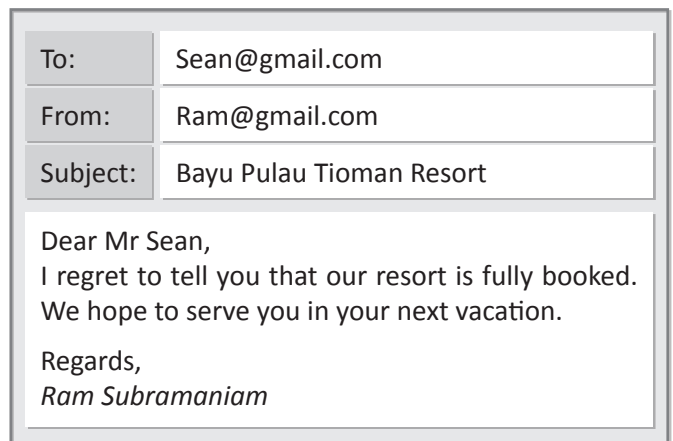 To: Sean@gmail.com
From: Ram@gmail.com
Subject: Bayu Pulau Tioman Resort
Dear Mr Sean,
I regret to tell you that our resort is fully booked.
We hope to serve you in your next vacation.
Regards,
Ram Subramaniam